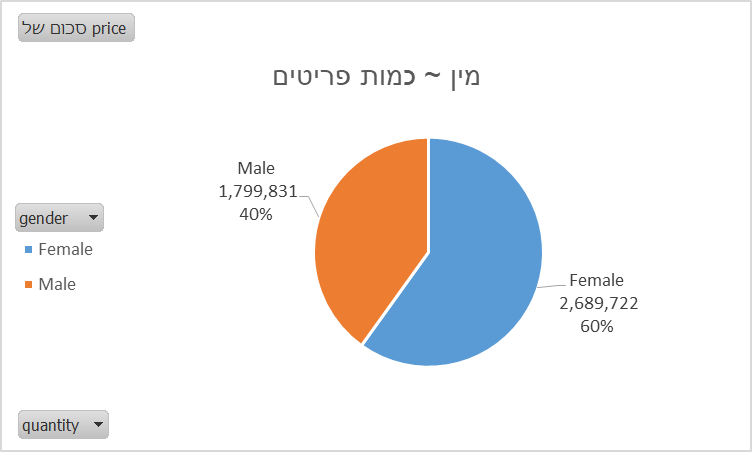 סכום של price
מין ~ כמות פריטים
Male
1,799,831
40%
gender
Female
Male
Female
2,689,722
60%
quantity